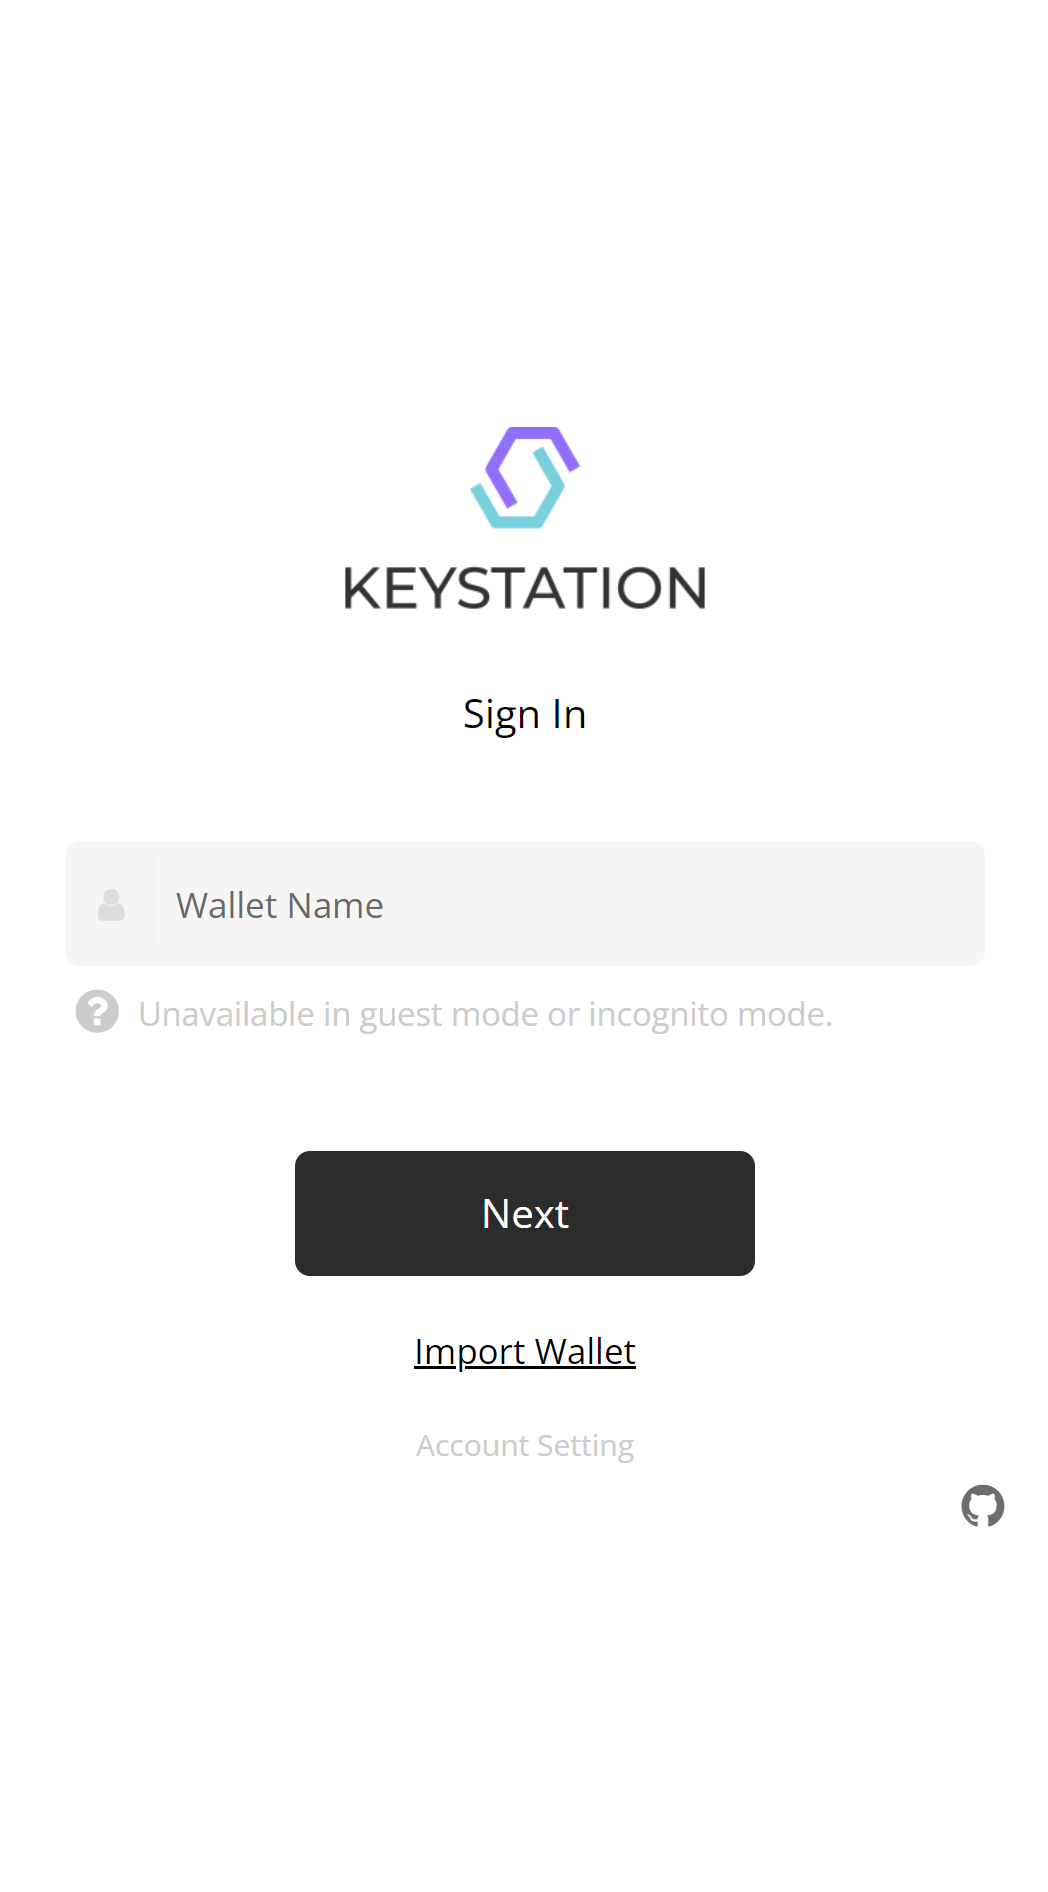 KEYSTATION
Sign In
Wallet Name
Unavailable in guest mode or incognito mode.
Next
Import Wallet
Account Setting